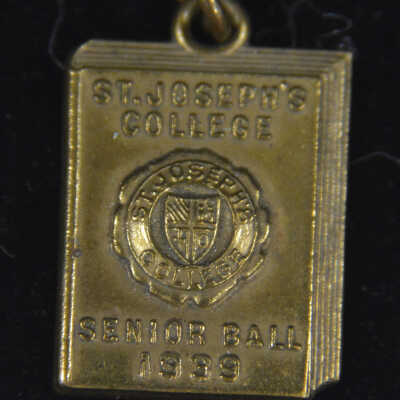 ST. JOSEPH'S
COLLEGE
ST. JOSEPH'S
COLLEGE
SENIOR BALL
1939